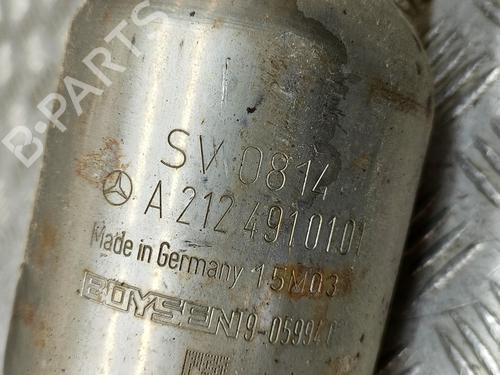 B-PARTS
SV 0814
A 212 4910101
Made in Germany 15M03
BOYSEN 19-05994